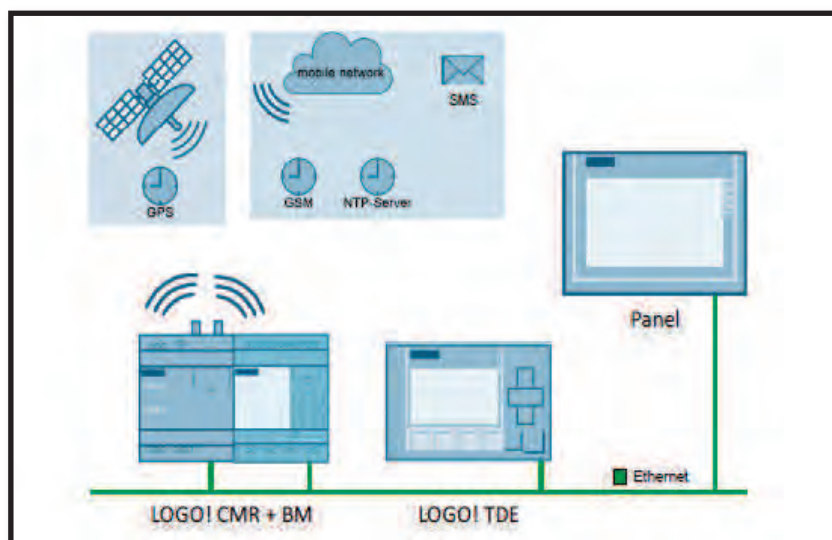 mobile network
SMS
GPS
GSM
NTP-Server
Panel
Ethernet
LOGO! CMR + BM
LOGO! TDE